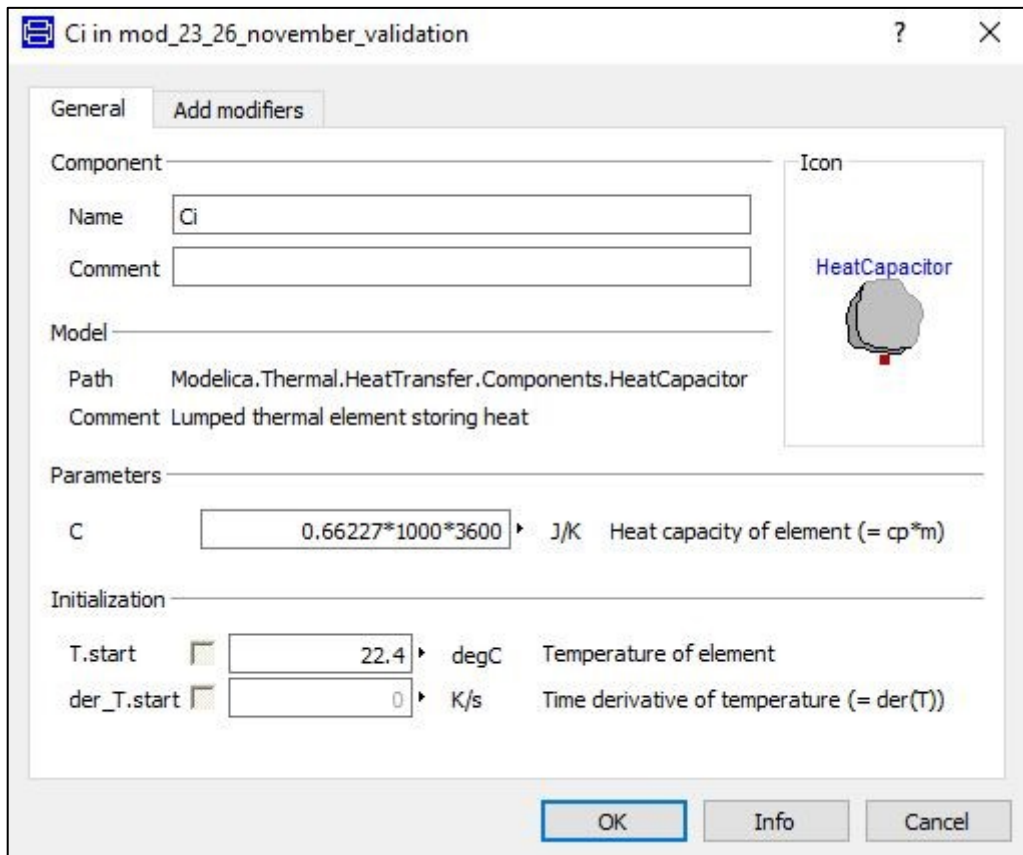 Ci in mod_23_26_november_validation ? ×
General Add modifiers
Component
Icon
Name Ci
Comment
HeatCapacitor
Model
Path Modelica.Thermal.HeatTransfer.Components.HeatCapacitor
Comment Lumped thermal element storing heat
Parameters
C 0.66227*1000*3600 J/K Heat capacity of element (= cp*m)
Initialization
T.start 22.4 degC Temperature of element
der_T.start 0 K/s Time derivative of temperature (= der(T))
OK Info Cancel